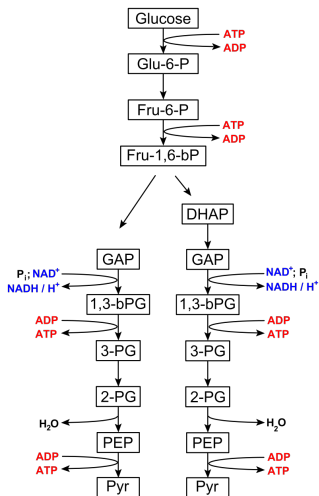 Glucose
ATP
ADP
Glu-6-P
Fru-6-P
ATP
ADP
Fru-1,6-bP
DHAP
GAP GAP
Pi; NAD+ NAD+; Pi
NADH / H+ NADH / H+
1,3-bPG 1,3-bPG
ADP ADP
ATP ATP
3-PG 3-PG
2-PG 2-PG
H2O H2O
PEP PEP
ADP ADP
ATP ATP
Pyr Pyr